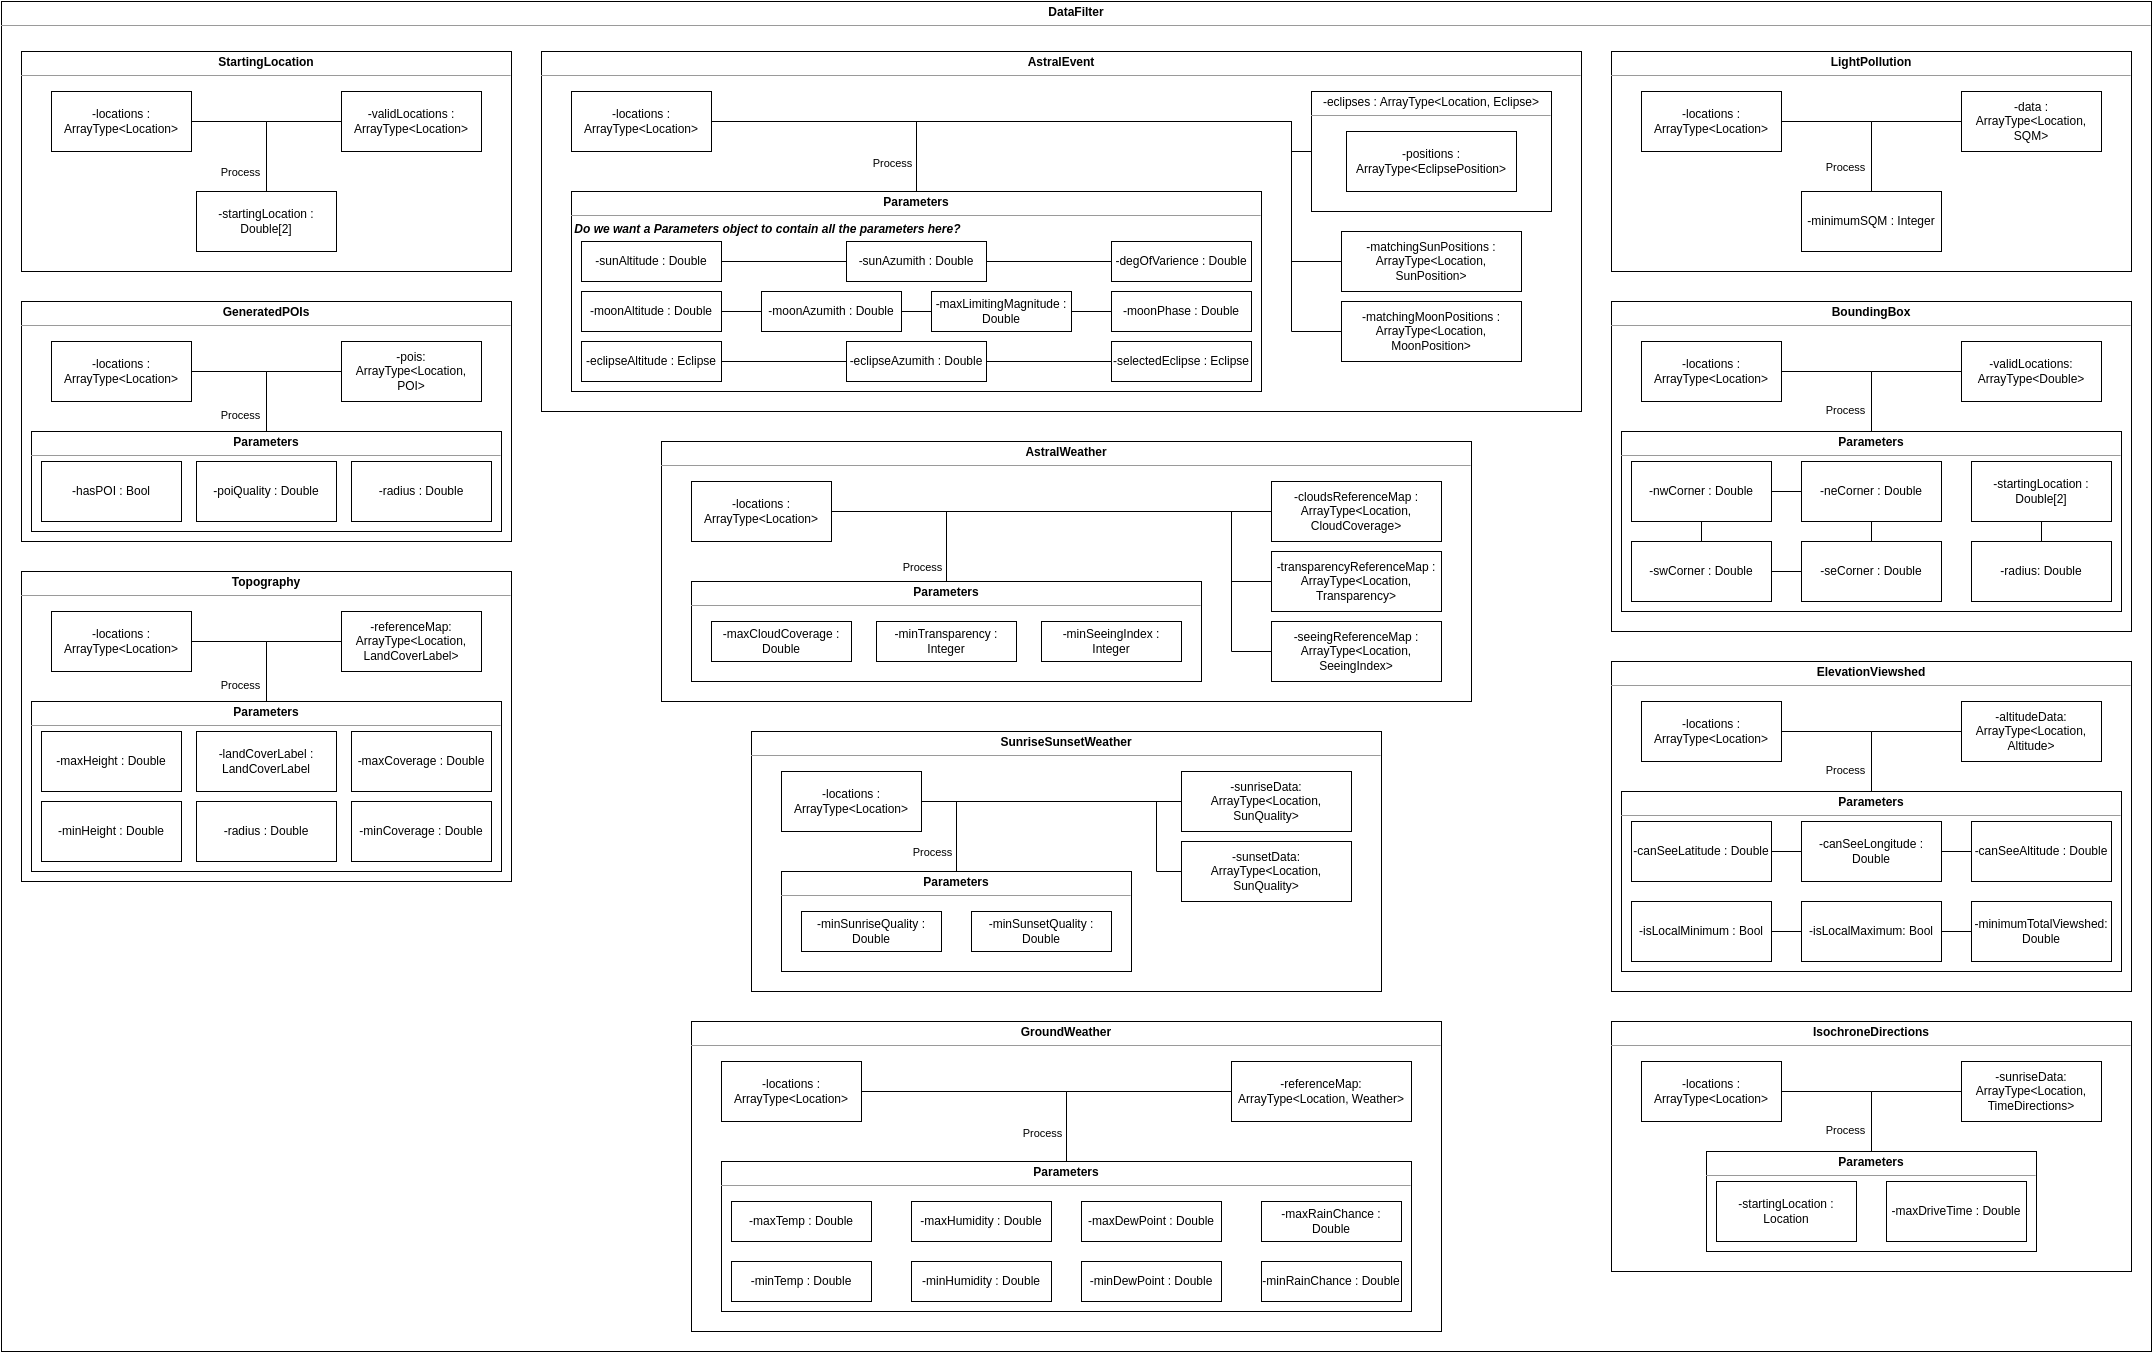 DataFilter
StartingLocation
-locations :
ArrayType<Location>
-validLocations :
ArrayType<Location>
Process
-startingLocation :
Double[2]
GeneratedPOIs
-locations :
ArrayType<Location>
-pois:
ArrayType<Location,
POI>
Process
Parameters
-hasPOI : Bool
-poiQuality : Double
-radius : Double
Topography
-locations :
ArrayType<Location>
-referenceMap:
ArrayType<Location,
LandCoverLabel>
Process
Parameters
-maxHeight : Double
-landCoverLabel :
LandCoverLabel
-maxCoverage : Double
-minHeight : Double
-radius : Double
-minCoverage : Double
AstralEvent
-locations :
ArrayType<Location>
-eclipses : ArrayType<Location, Eclipse>
-positions :
ArrayType<EclipsePosition>
Process
Parameters
Do we want a Parameters object to contain all the parameters here?
-sunAltitude : Double
-sunAzumith : Double
-degOfVarience : Double
-moonAltitude : Double
-moonAzumith : Double
-maxLimitingMagnitude :
Double
-moonPhase : Double
-eclipseAltitude : Eclipse
-eclipseAzumith : Double
-selectedEclipse : Eclipse
-matchingSunPositions :
ArrayType<Location,
SunPosition>
-matchingMoonPositions :
ArrayType<Location,
MoonPosition>
AstralWeather
-locations :
ArrayType<Location>
-cloudsReferenceMap :
ArrayType<Location,
CloudCoverage>
-transparencyReferenceMap :
ArrayType<Location,
Transparency>
-seeingReferenceMap :
ArrayType<Location,
SeeingIndex>
Process
Parameters
-maxCloudCoverage :
Double
-minTransparency :
Integer
-minSeeingIndex :
Integer
SunriseSunsetWeather
-locations :
ArrayType<Location>
-sunriseData:
ArrayType<Location,
SunQuality>
-sunsetData:
ArrayType<Location,
SunQuality>
Process
Parameters
-minSunriseQuality :
Double
-minSunsetQuality :
Double
GroundWeather
-locations :
ArrayType<Location>
-referenceMap:
ArrayType<Location, Weather>
Process
Parameters
-maxTemp : Double
-maxHumidity : Double
-maxDewPoint : Double
-maxRainChance :
Double
-minTemp : Double
-minHumidity : Double
-minDewPoint : Double
-minRainChance : Double
LightPollution
-locations :
ArrayType<Location>
-data :
ArrayType<Location,
SQM>
Process
-minimumSQM : Integer
BoundingBox
-locations :
ArrayType<Location>
-validLocations:
ArrayType<Double>
Process
Parameters
-nwCorner : Double
-neCorner : Double
-startingLocation :
Double[2]
-swCorner : Double
-seCorner : Double
-radius: Double
ElevationViewshed
-locations :
ArrayType<Location>
-altitudeData:
ArrayType<Location,
Altitude>
Process
Parameters
-canSeeLatitude : Double
-canSeeLongitude :
Double
-canSeeAltitude : Double
-isLocalMinimum : Bool
-isLocalMaximum: Bool
-minimumTotalViewshed:
Double
IsochroneDirections
-locations :
ArrayType<Location>
-sunriseData:
ArrayType<Location,
TimeDirections>
Process
Parameters
-startingLocation :
Location
-maxDriveTime : Double